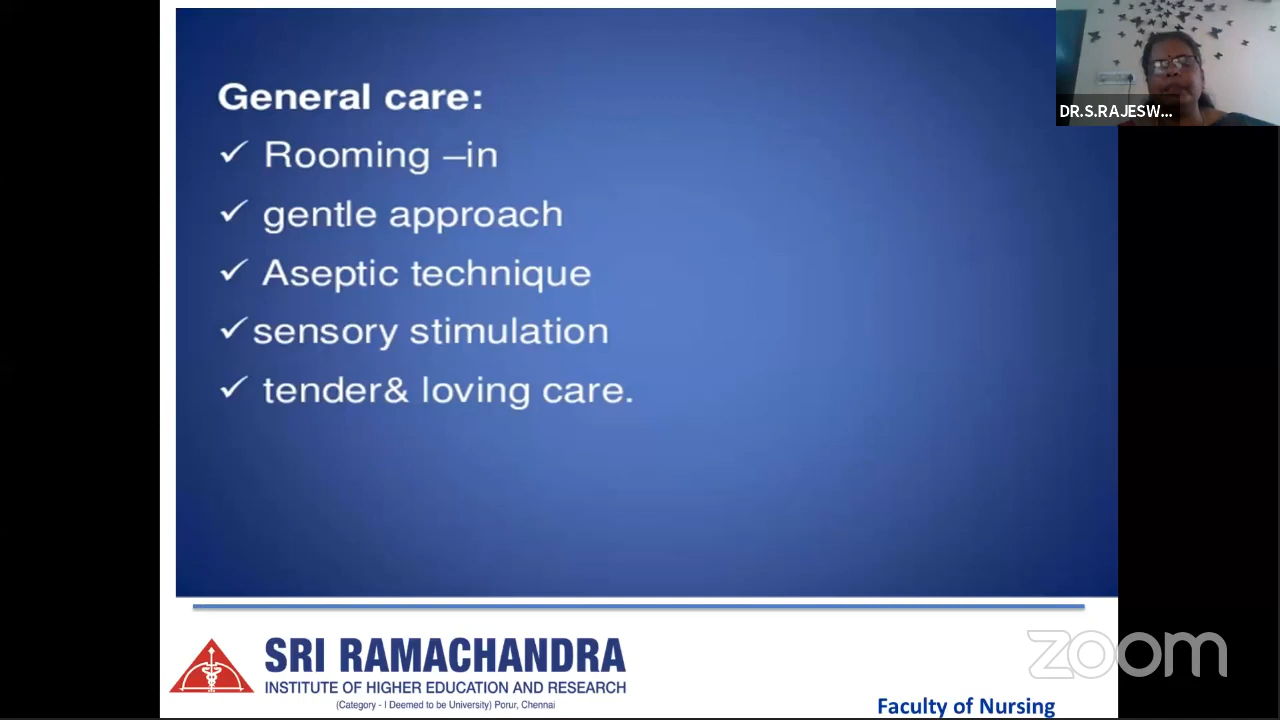 General care:
✓ Rooming –in
✓ gentle approach
✓ Aseptic technique
✓ sensory stimulation
✓ tender& loving care.
DR.S.RAJESW...
SRI RAMACHANDRA
INSTITUTE OF HIGHER EDUCATION AND RESEARCH
(Category - I Deemed to be University) Porur, Chennai
Faculty of Nursing
zoom